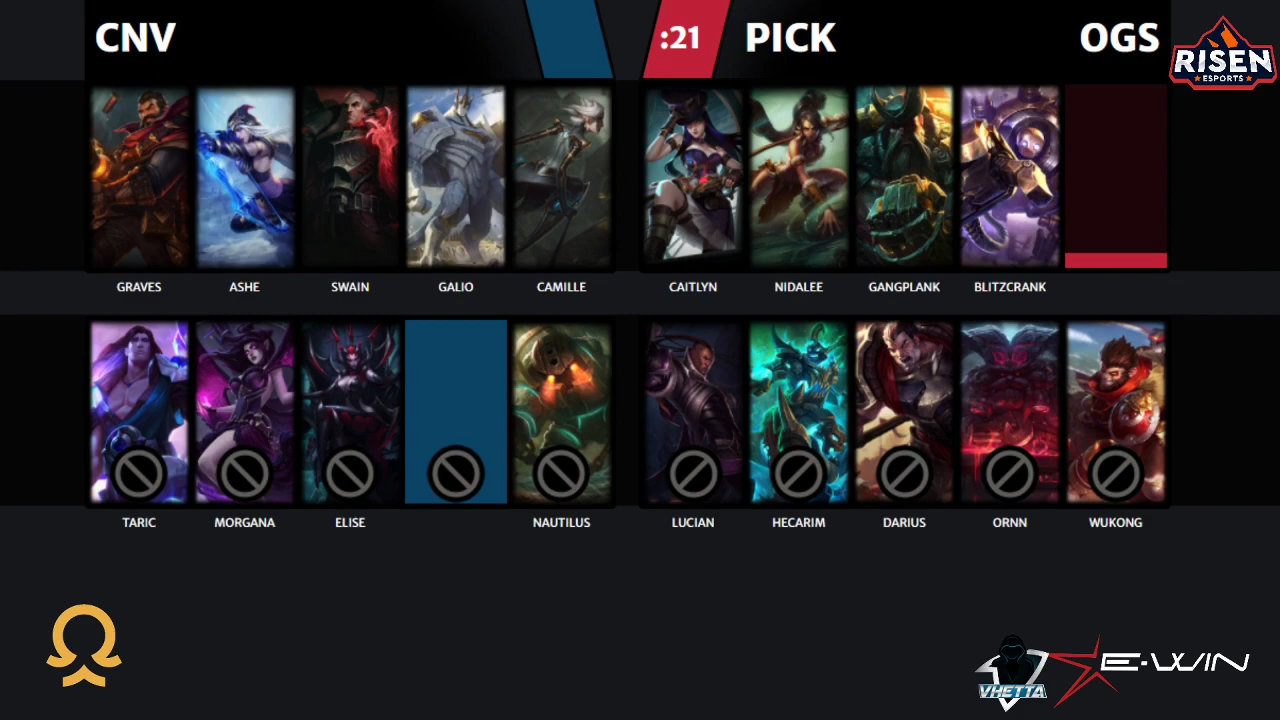 CNV
:21 PICK
OGS
RISEN
ESPORTS
GRAVES ASHE SWAIN GALIO CAMILLE
CAITLYN NIDALEE GANGPLANK BLITZCRANK
TARIC MORGANA ELISE NAUTILUS
LUCIAN HECARIM DARIUS ORNN WUKONG
VHETTA
E-WIN